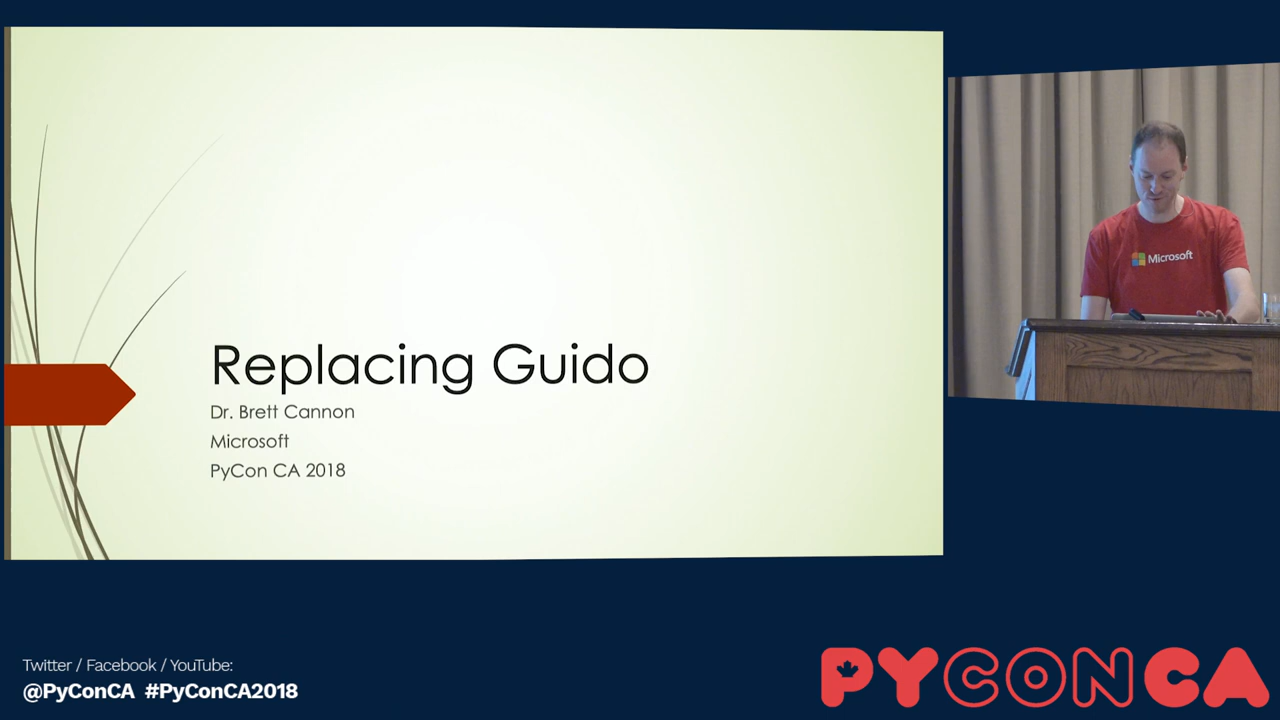 Replacing Guido
Dr. Brett Cannon
Microsoft
PyCon CA 2018
Microsoft
Twitter / Facebook / YouTube:
@PyConCA #PyConCA2018
PYCONCA